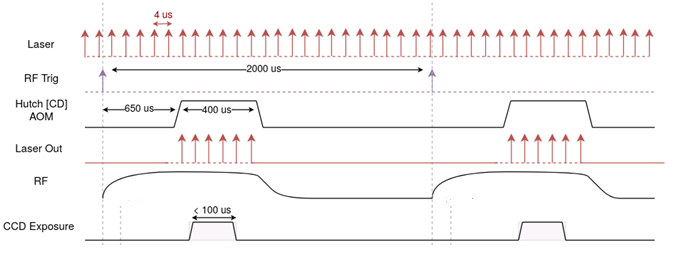 4 us
Laser
RF Trig
2000 us
Hutch [CD]
AOM
650 us
400 us
Laser Out
RF
< 100 us
CCD Exposure